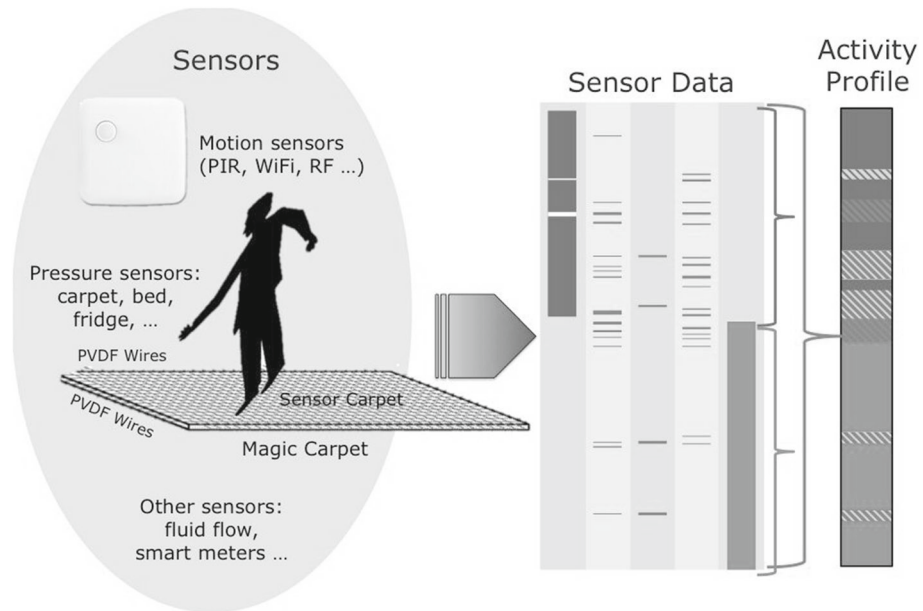 Sensors
Motion sensors
(PIR, WiFi, RF ...)
Pressure sensors:
carpet, bed,
fridge, ...
PVDF Wires
PVDF Wires
Sensor Carpet
Magic Carpet
Other sensors:
fluid flow,
smart meters ...
Sensor Data
Activity
Profile